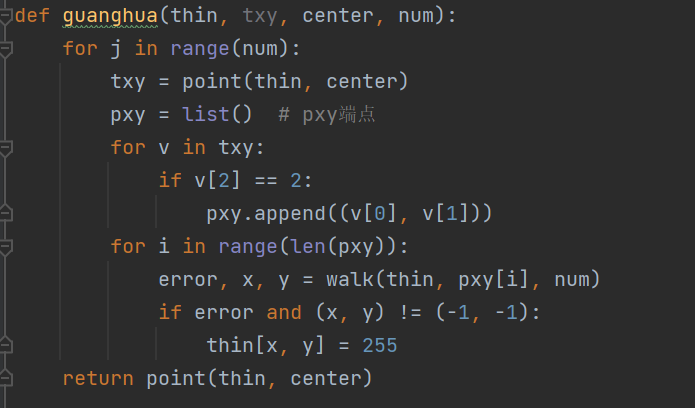 def guanghua(thin, txy, center, num):
    for j in range(num):
        txy = point(thin, center)
        pxy = list()  # pxy端点
        for v in txy:
            if v[2] == 2:
                pxy.append((v[0], v[1]))
        for i in range(len(pxy)):
            error, x, y = walk(thin, pxy[i], num)
            if error and (x, y) != (-1, -1):
                thin[x, y] = 255
    return point(thin, center)